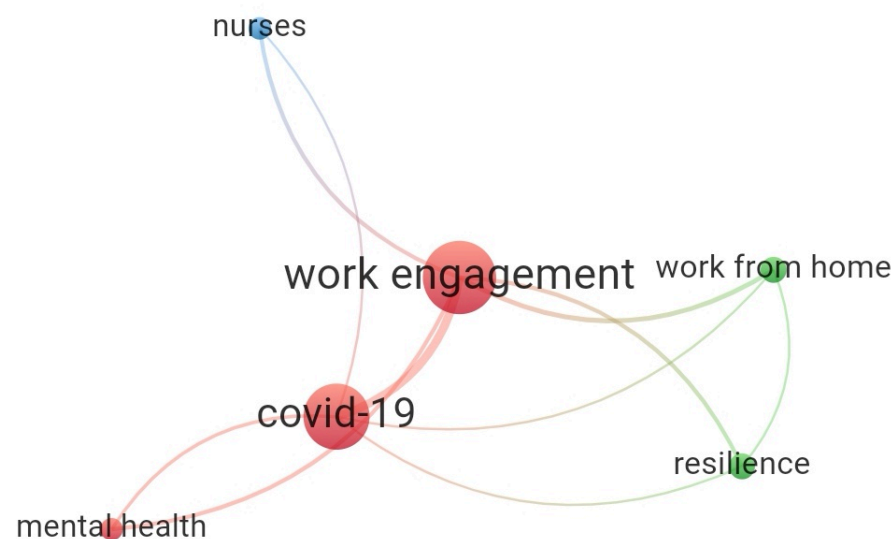 nurses
work engagement
work from home
covid-19
resilience
mental health